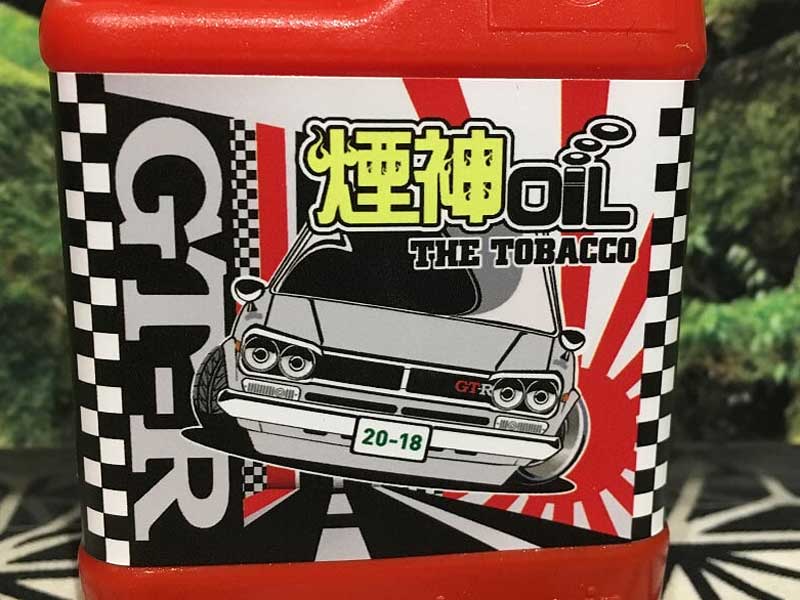 GT-R
煙神OIL
THE TOBACCO
GT-R
20-18